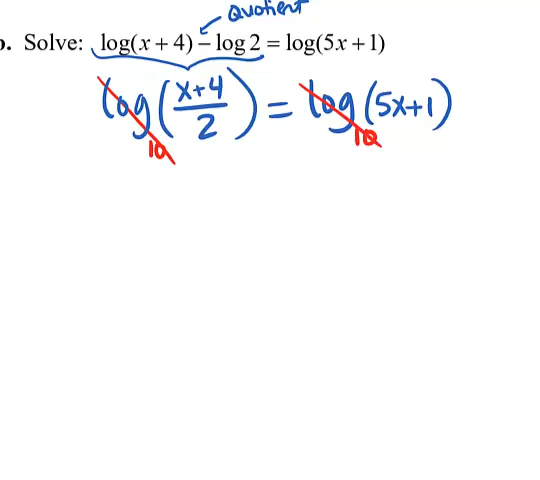 Quotient
b. Solve: log(x + 4) − log 2 = log(5x + 1)
log((x+4)/2) = log(5x+1)
10 10